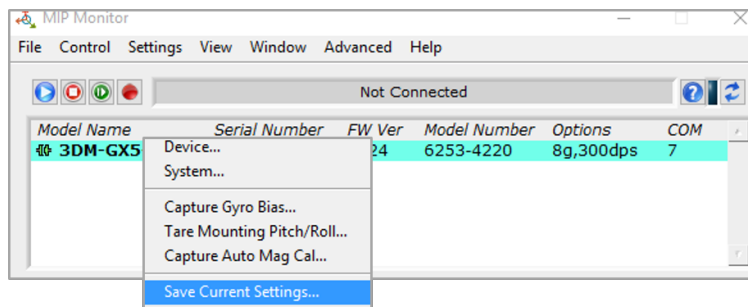 MIP Monitor
File Control Settings View Window Advanced Help
Not Connected
Model Name Serial Number FW Ver Model Number Options COM
3DM-GX5 24 6253-4220 8g,300dps 7
Device...
System...
Capture Gyro Bias...
Tare Mounting Pitch/Roll...
Capture Auto Mag Cal...
Save Current Settings...